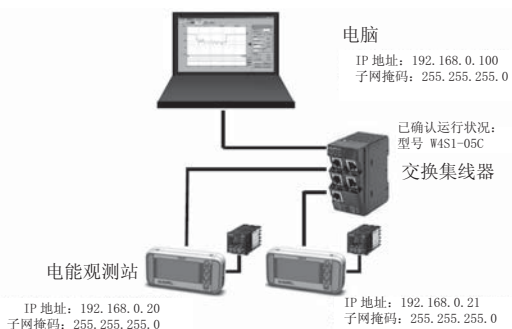 电脑
IP 地址：192.168.0.100
子网掩码：255.255.255.0
已确认运行状况：
型号 W4S1-05C
交换集线器
电能观测站
IP 地址：192.168.0.20
子网掩码：255.255.255.0
IP 地址：192.168.0.21
子网掩码：255.255.255.0